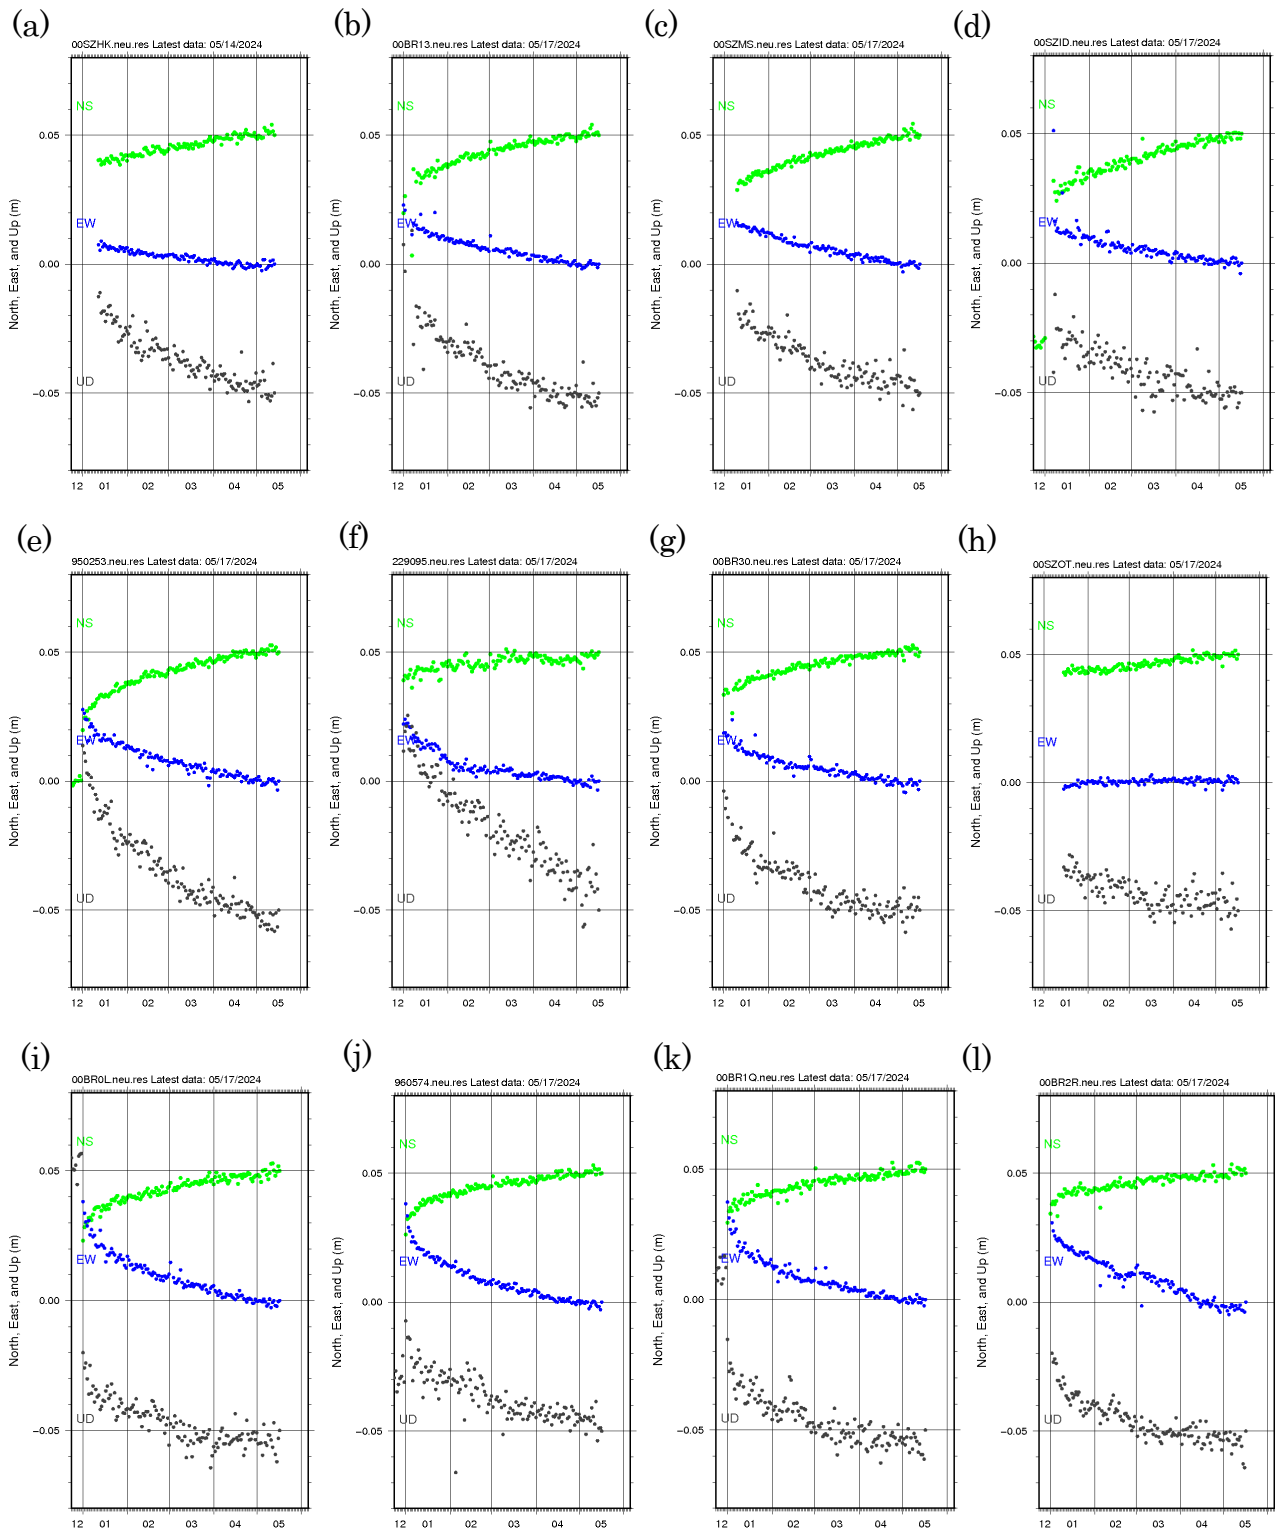 (a) (b) (c) (d)
00SZHK.neu.res Latest data: 05/14/2024
00BR13.neu.res Latest data: 05/17/2024
00SZMS.neu.res Latest data: 05/17/2024
00SZID.neu.res Latest data: 05/17/2024
North, East, and Up (m)
NS
EW
UD
0.05
0.00
−0.05
12 01 02 03 04 05
North, East, and Up (m)
NS
EW
UD
0.05
0.00
−0.05
12 01 02 03 04 05
North, East, and Up (m)
NS
EW
UD
0.05
0.00
−0.05
12 01 02 03 04 05
North, East, and Up (m)
NS
EW
UD
0.05
0.00
−0.05
12 01 02 03 04 05
(e) (f) (g) (h)
950253.neu.res Latest data: 05/17/2024
229095.neu.res Latest data: 05/17/2024
00BR30.neu.res Latest data: 05/17/2024
00SZOT.neu.res Latest data: 05/17/2024
North, East, and Up (m)
NS
EW
UD
0.05
0.00
−0.05
12 01 02 03 04 05
North, East, and Up (m)
NS
EW
UD
0.05
0.00
−0.05
12 01 02 03 04 05
North, East, and Up (m)
NS
EW
UD
0.05
0.00
−0.05
12 01 02 03 04 05
North, East, and Up (m)
NS
EW
UD
0.05
0.00
−0.05
12 01 02 03 04 05
(i) (j) (k) (l)
00BR0L.neu.res Latest data: 05/17/2024
960574.neu.res Latest data: 05/17/2024
00BR1Q.neu.res Latest data: 05/17/2024
00BR2R.neu.res Latest data: 05/17/2024
North, East, and Up (m)
NS
EW
UD
0.05
0.00
−0.05
12 01 02 03 04 05
North, East, and Up (m)
NS
EW
UD
0.05
0.00
−0.05
12 01 02 03 04 05
North, East, and Up (m)
NS
EW
UD
0.05
0.00
−0.05
12 01 02 03 04 05
North, East, and Up (m)
NS
EW
UD
0.05
0.00
−0.05
12 01 02 03 04 05